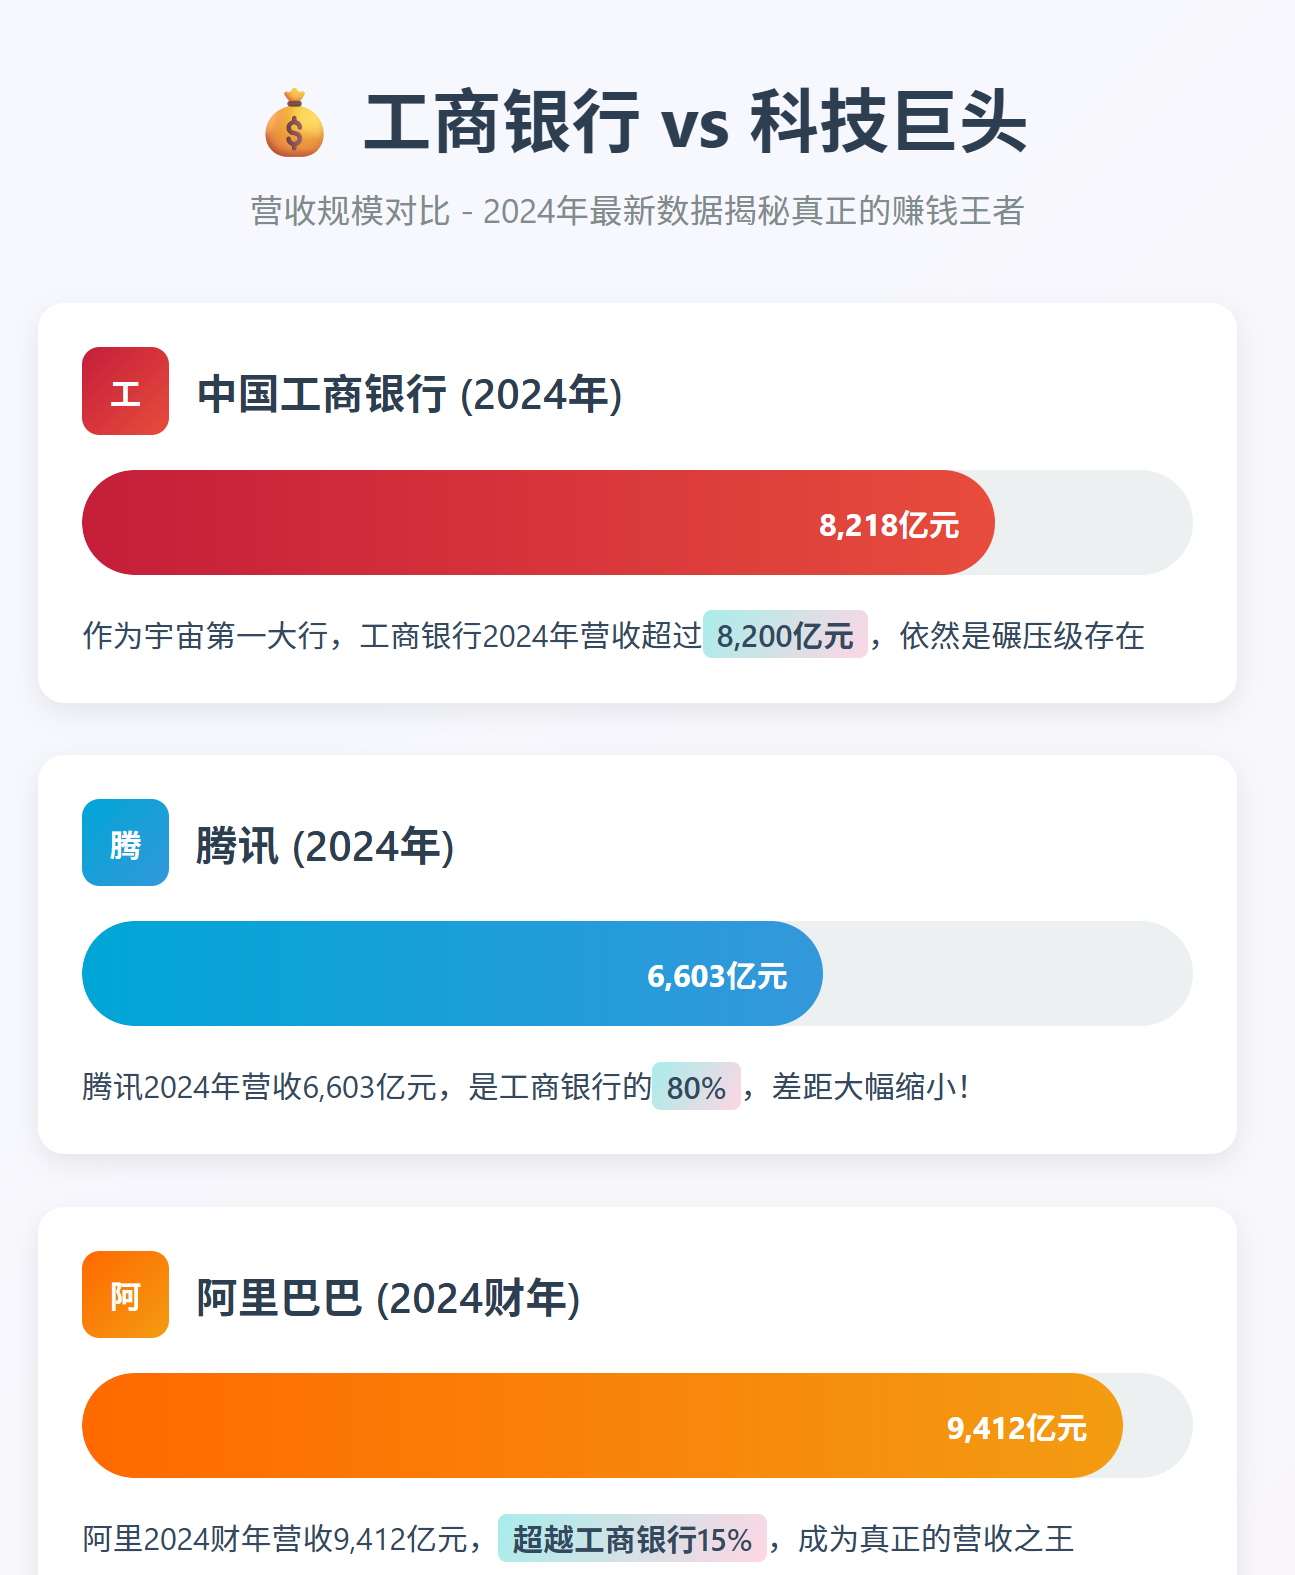 💰 工商银行 vs 科技巨头
营收规模对比 - 2024年最新数据揭秘真正的赚钱王者
工
中国工商银行 (2024年)
8,218亿元
作为宇宙第一大行，工商银行2024年营收超过8,200亿元，依然是碾压级存在
腾
腾讯 (2024年)
6,603亿元
腾讯2024年营收6,603亿元，是工商银行的80%，差距大幅缩小！
阿
阿里巴巴 (2024财年)
9,412亿元
阿里2024财年营收9,412亿元，超越工商银行15%，成为真正的营收之王